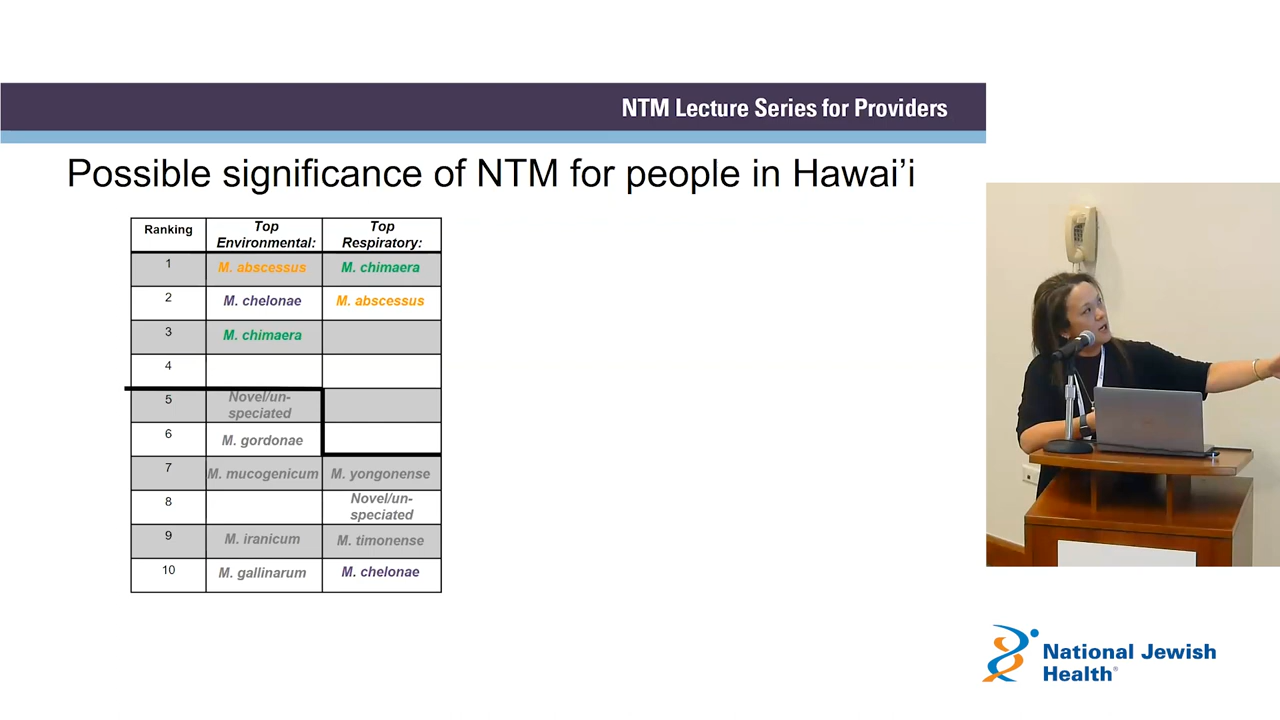 NTM Lecture Series for Providers
Possible significance of NTM for people in Hawai’i
Ranking
Top
Environmental:
Top
Respiratory:
1
M. abscessus
M. chimaera
2
M. chelonae
M. abscessus
3
M. chimaera
4
5
Novel/un-
speciated
6
M. gordonae
7
M. mucogenicum
M. yongonense
8
Novel/un-
speciated
9
M. iranicum
M. timonense
10
M. gallinarum
M. chelonae
National Jewish
Health®